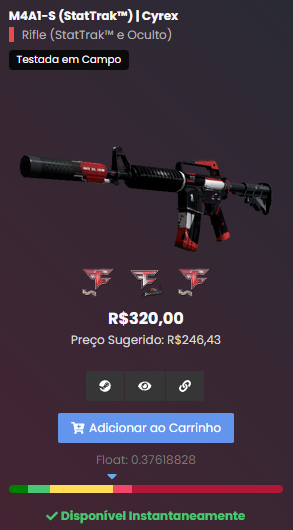 M4A1-S (StatTrak™) | Cyrex
Rifle (StatTrak™ e Oculto)
Testada em Campo
R$320,00
Preço Sugerido: R$246,43
Adicionar ao Carrinho
Float: 0.37618828
Disponível Instantaneamente